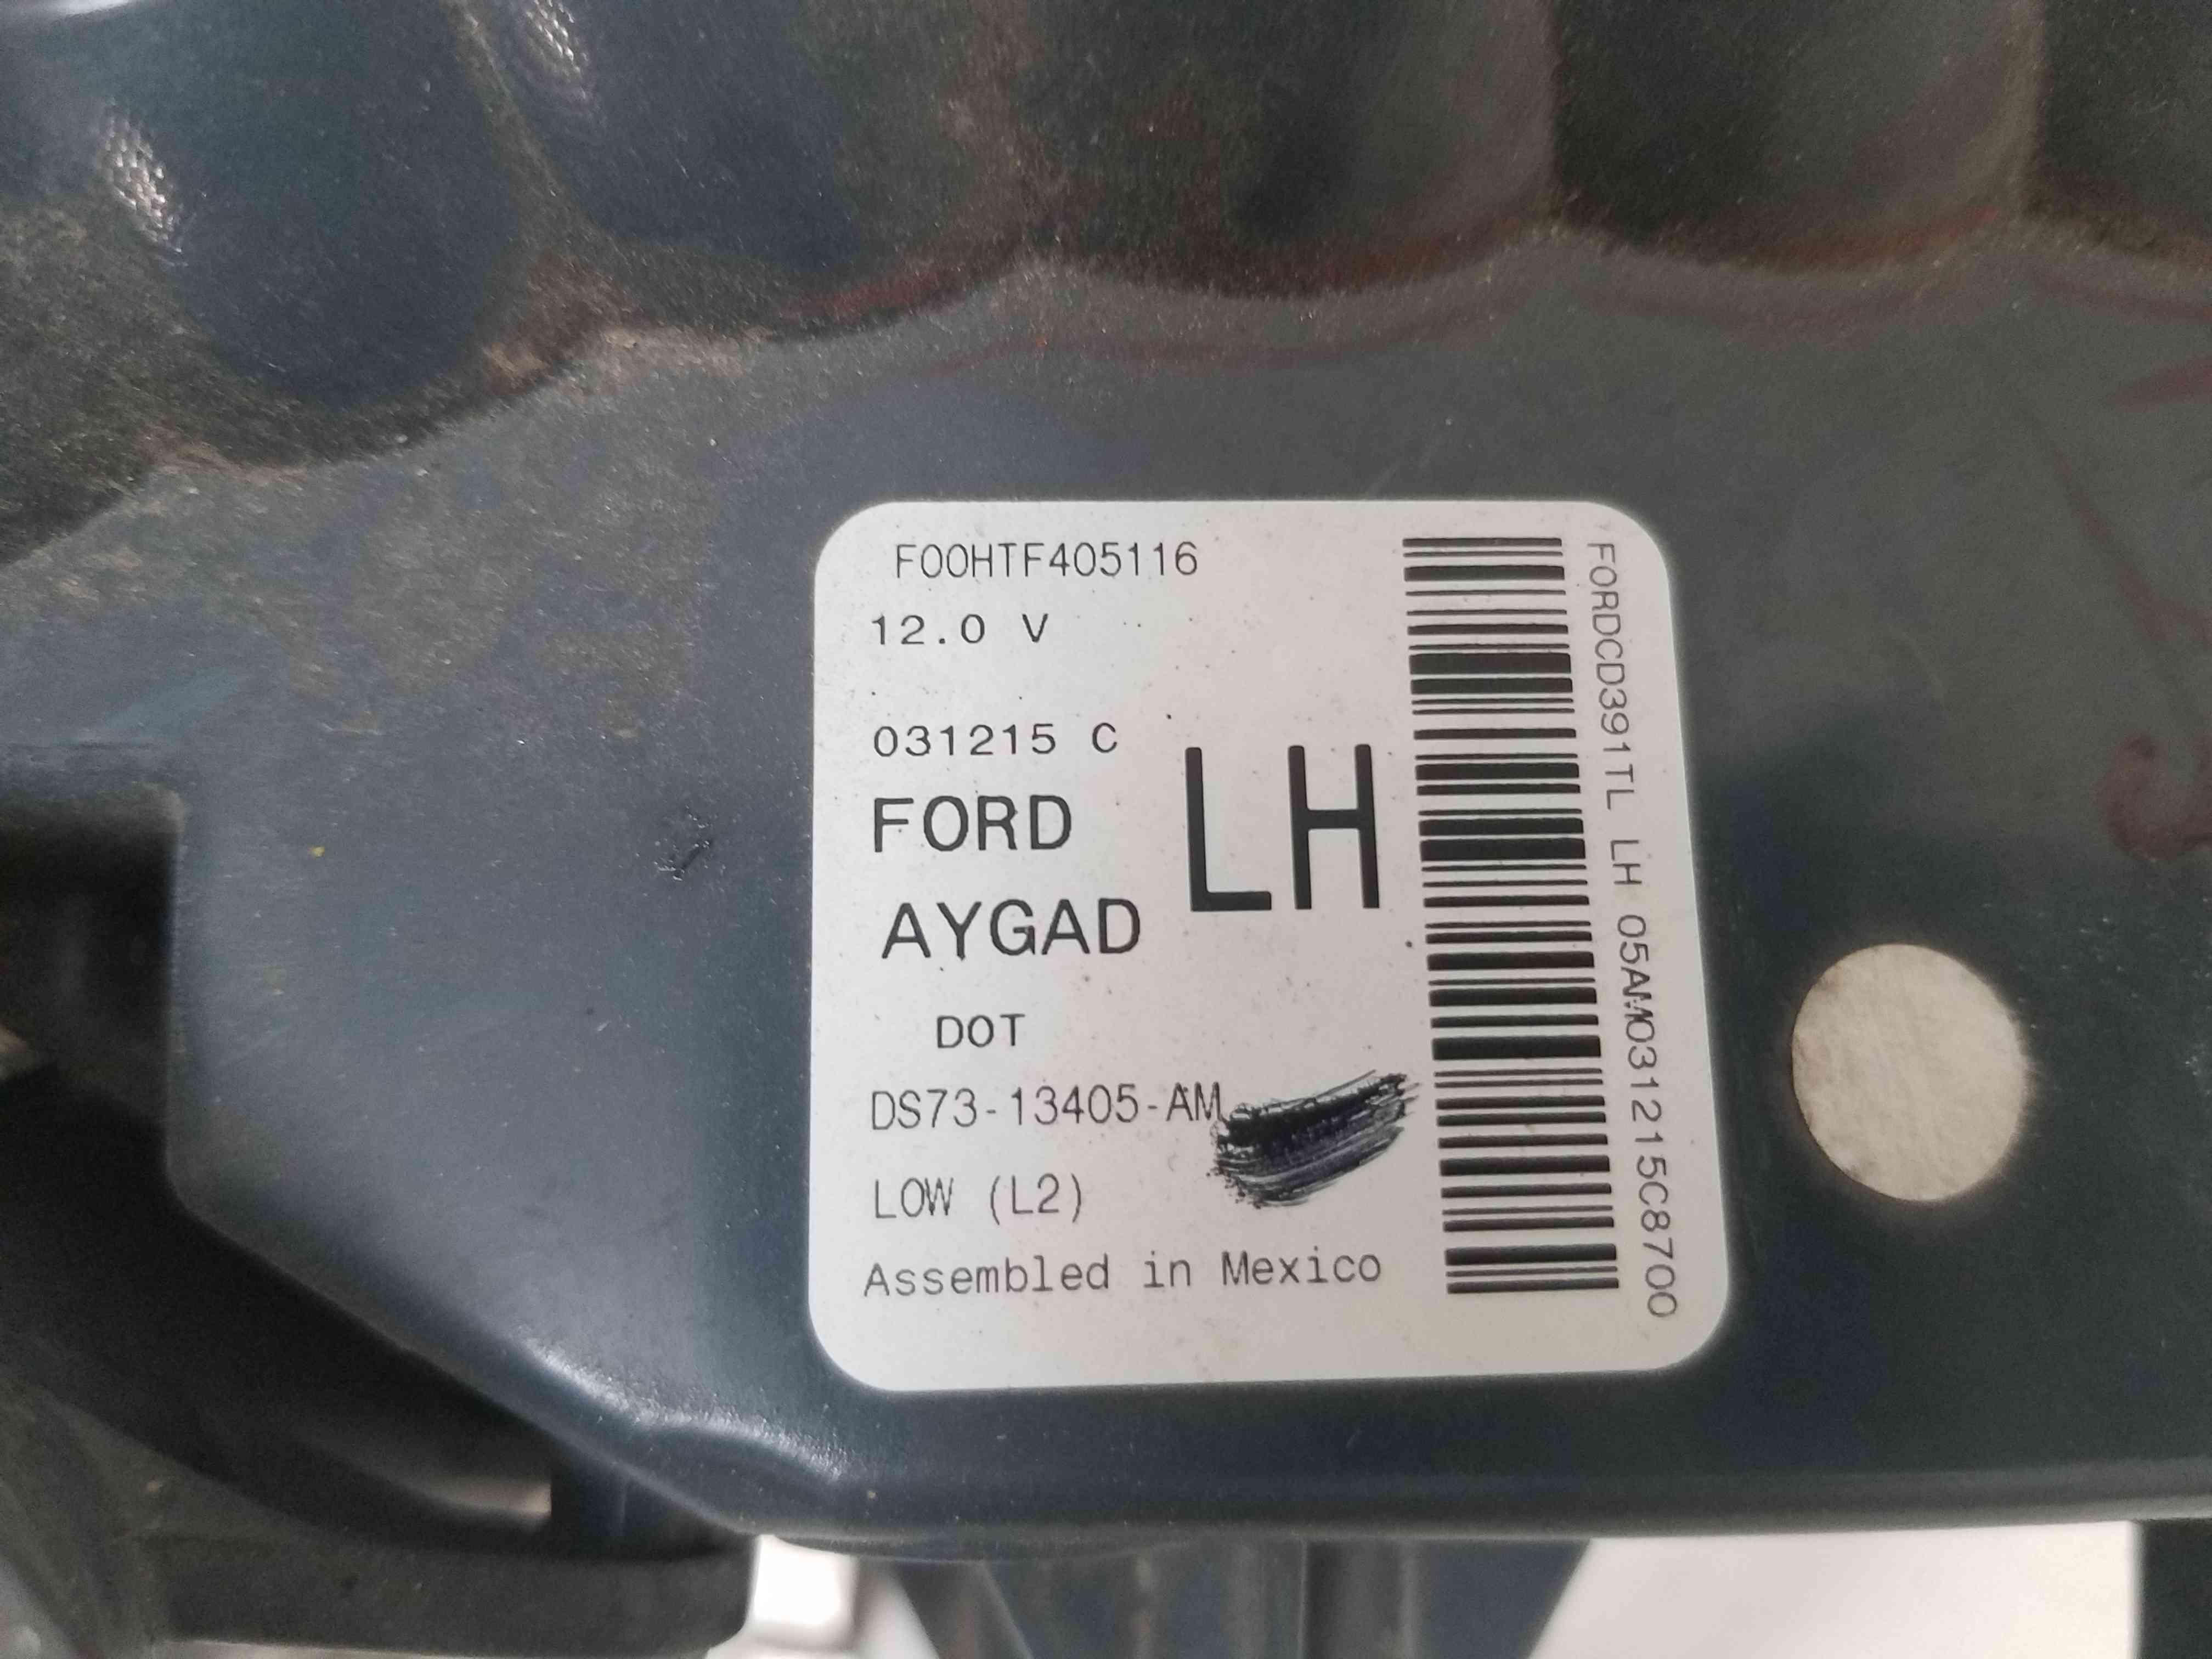 F00HTF405116
12.0 V
031215 C
FORD
LH
AYGAD
DOT
DS73-13405-AM
LOW (L2)
Assembled in Mexico
FORDCD391TL LH 05AM031215C8700